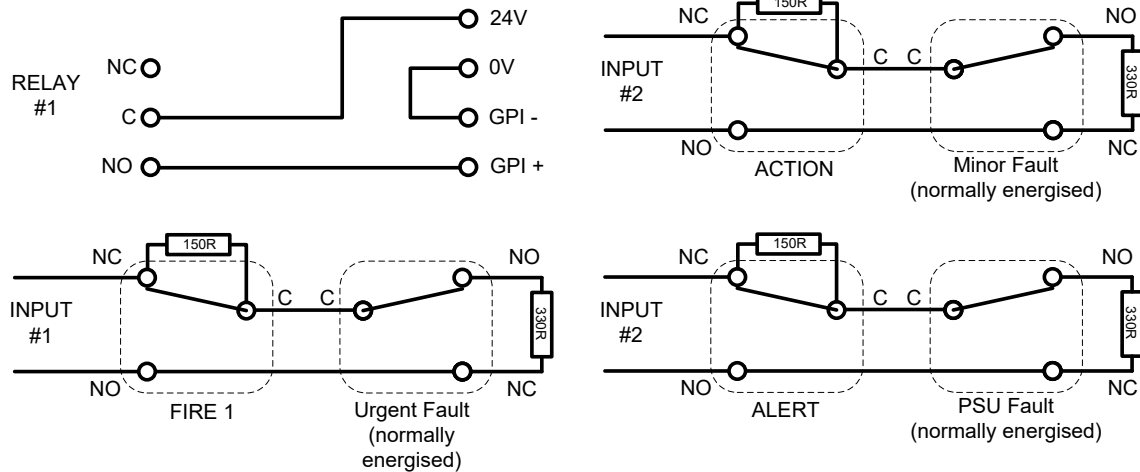 RELAY
#1
NC
C
NO
24V
0V
GPI -
GPI +
150R
NC
NO
INPUT
#2
C C
330R
NO
NC
ACTION
Minor Fault
(normally energised)
150R
NC
NO
INPUT
#1
C C
330R
NO
NC
FIRE 1
Urgent Fault
(normally
energised)
150R
NC
NO
INPUT
#2
C C
330R
NO
NC
ALERT
PSU Fault
(normally energised)